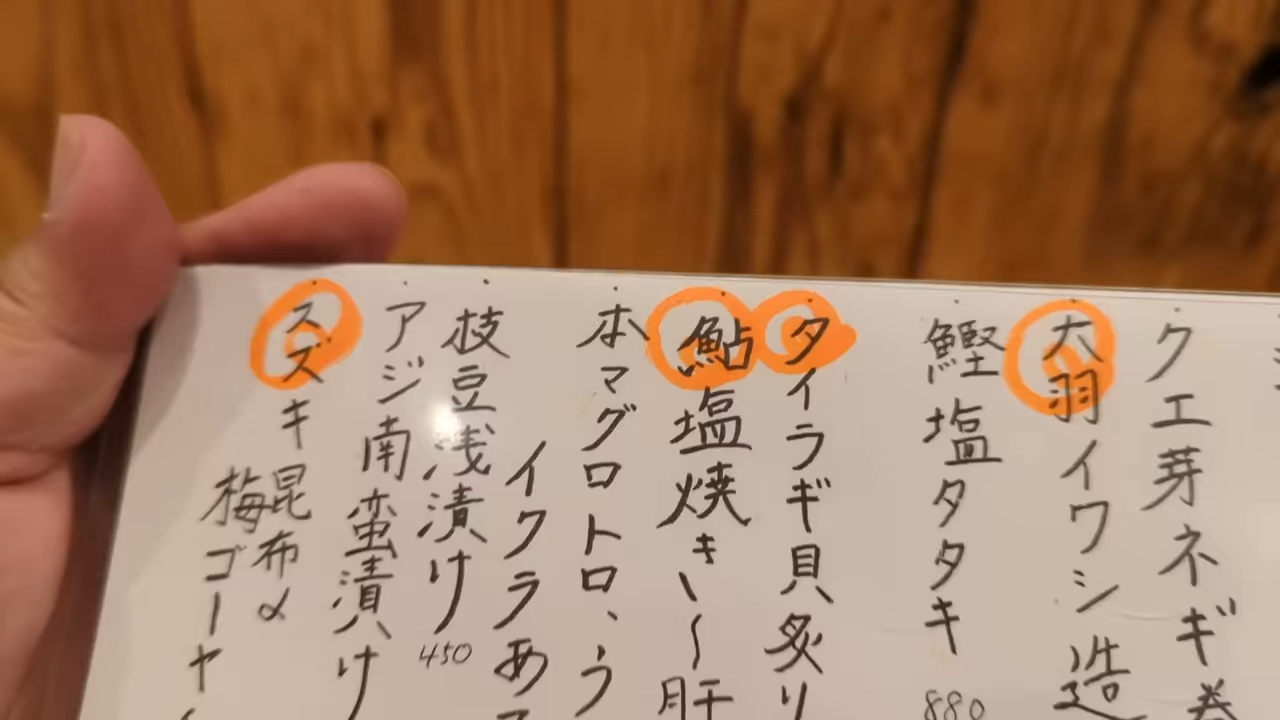 クエ芽ネギ巻
大羽イワシ造
鰹塩タタキ
880
タイラギ貝炙り
鮎塩焼き〜肝
本マグロトロ、う
イクラあ
枝豆浅漬け
450
アジ南蛮漬け
スズキ昆布〆
梅ゴーヤ